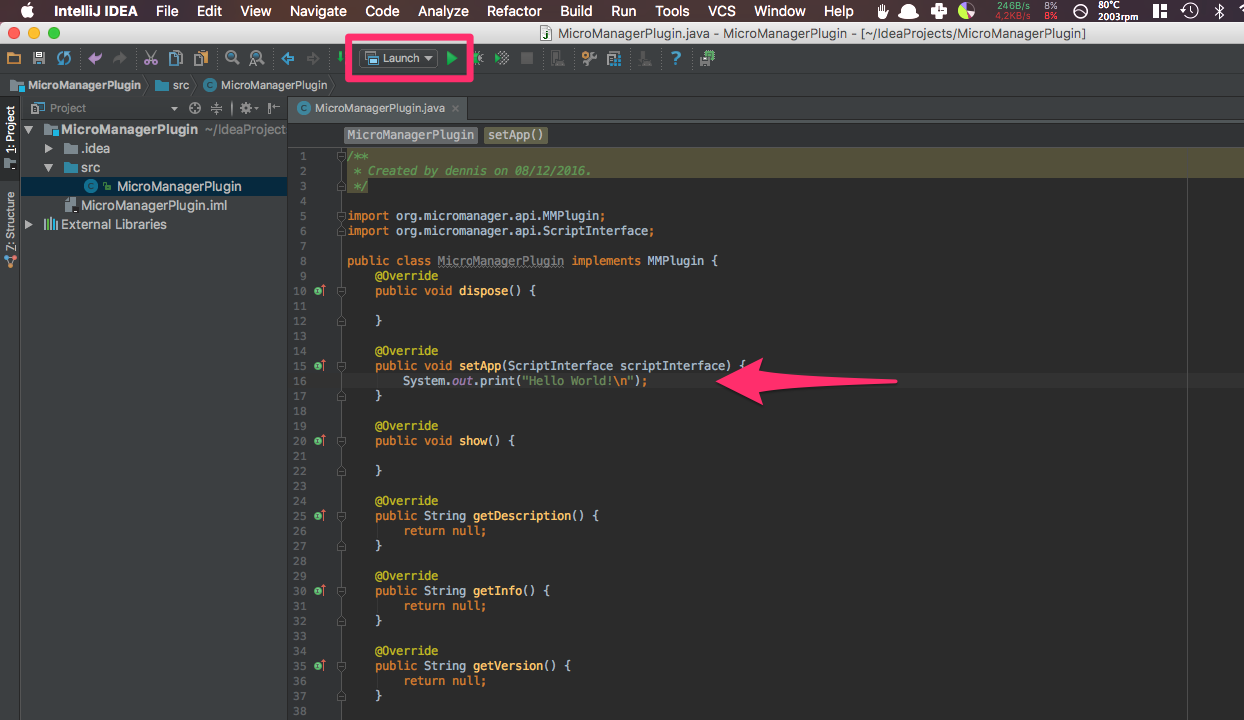 IntelliJ IDEA File Edit View Navigate Code Analyze Refactor Build Run Tools VCS Window Help 246B/s 4,2KB/s 8% 8% 80°C 2003rpm
MicroManagerPlugin.java - MicroManagerPlugin - [~/IdeaProjects/MicroManagerPlugin]
Launch
MicroManagerPlugin src MicroManagerPlugin
1: Project
Z: Structure
Project
MicroManagerPlugin ~/IdeaProject
.idea
src
MicroManagerPlugin
MicroManagerPlugin.iml
External Libraries
MicroManagerPlugin.java
MicroManagerPlugin setApp()
1 /**
2 * Created by dennis on 08/12/2016.
3 */
4
5 import org.micromanager.api.MMPlugin;
6 import org.micromanager.api.ScriptInterface;
7
8 public class MicroManagerPlugin implements MMPlugin {
9 @Override
10 public void dispose() {
11
12 }
13
14 @Override
15 public void setApp(ScriptInterface scriptInterface) {
16 System.out.print("Hello World!\n");
17 }
18
19 @Override
20 public void show() {
21
22 }
23
24 @Override
25 public String getDescription() {
26 return null;
27 }
28
29 @Override
30 public String getInfo() {
31 return null;
32 }
33
34 @Override
35 public String getVersion() {
36 return null;
37 }
38